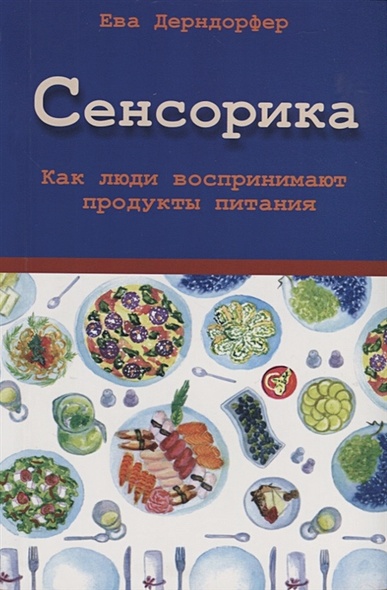 Ева Дерндорфер
Сенсорика
Как люди воспринимают
продукты питания